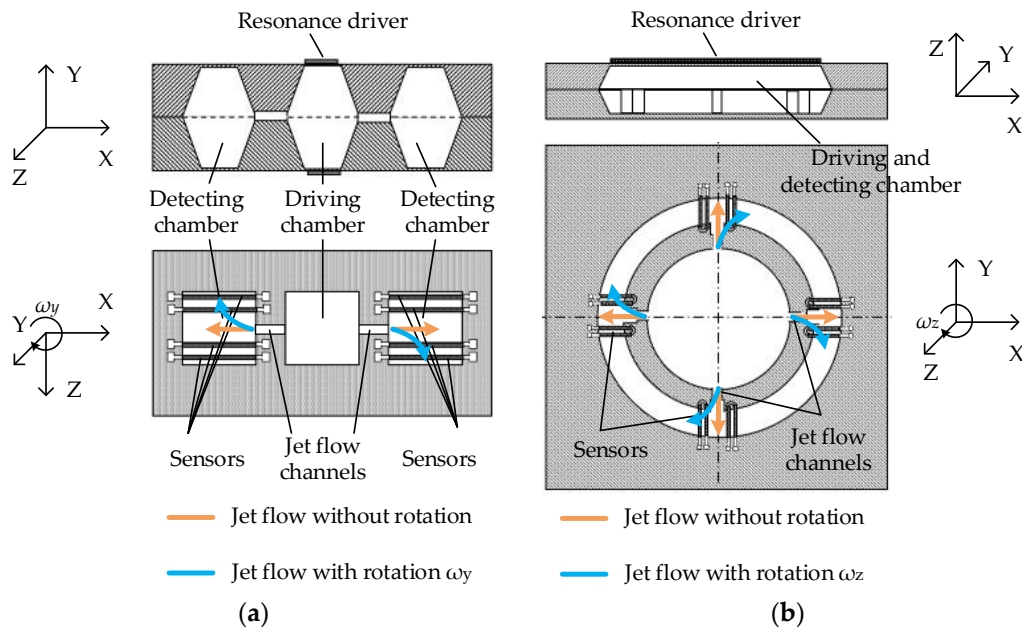 Resonance driver
Y
X
Z
Detecting
chamber
Driving
chamber
Detecting
chamber
ωy
X
Y
Z
Sensors
Jet flow
channels
Sensors
Jet flow without rotation
Jet flow with rotation ωy
(a)
Resonance driver
Z
Y
X
Driving and
detecting chamber
Y
ωz
X
Z
Sensors
Jet flow
channels
Jet flow without rotation
Jet flow with rotation ωz
(b)